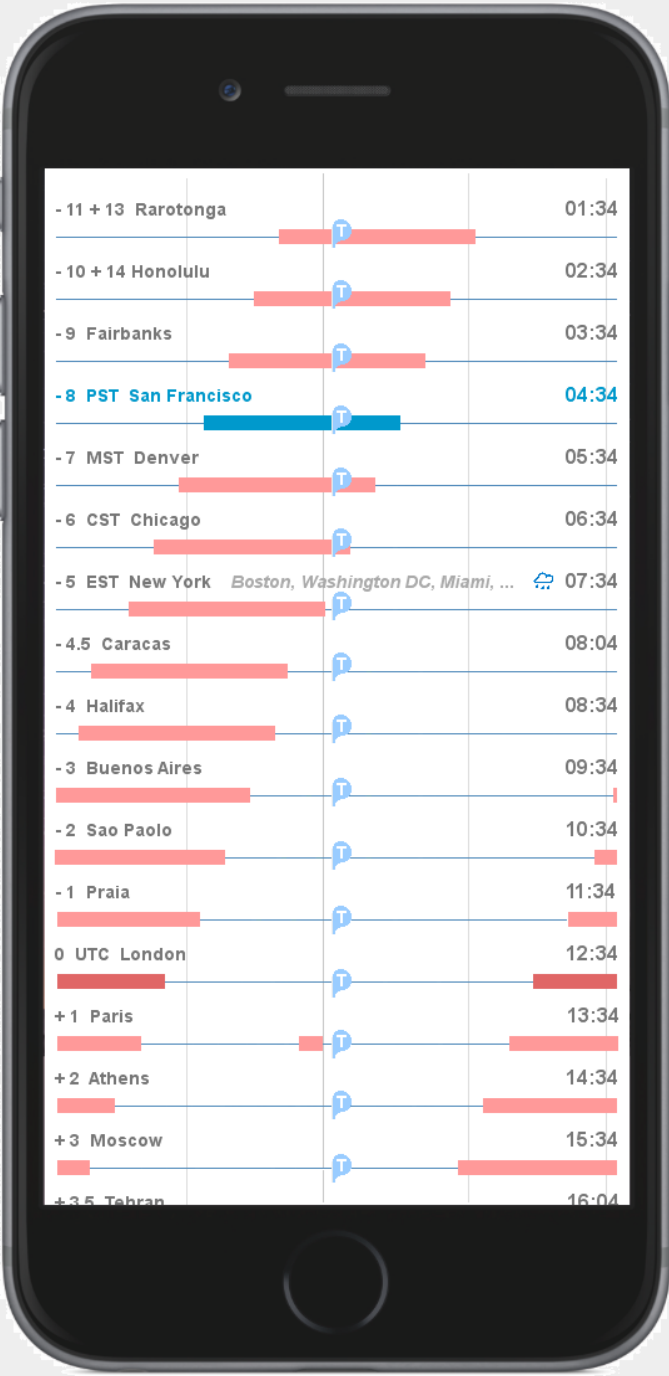 - 11 + 13 Rarotonga 01:34
T
- 10 + 14 Honolulu 02:34
T
- 9 Fairbanks 03:34
T
- 8 PST San Francisco 04:34
T
- 7 MST Denver 05:34
T
- 6 CST Chicago 06:34
T
- 5 EST New York Boston, Washington DC, Miami, ... 07:34
T
- 4.5 Caracas 08:04
T
- 4 Halifax 08:34
T
- 3 Buenos Aires 09:34
T
- 2 Sao Paolo 10:34
T
- 1 Praia 11:34
T
0 UTC London 12:34
T
+ 1 Paris 13:34
T
+ 2 Athens 14:34
T
+ 3 Moscow 15:34
T
+ 3.5 Tehran 16:04